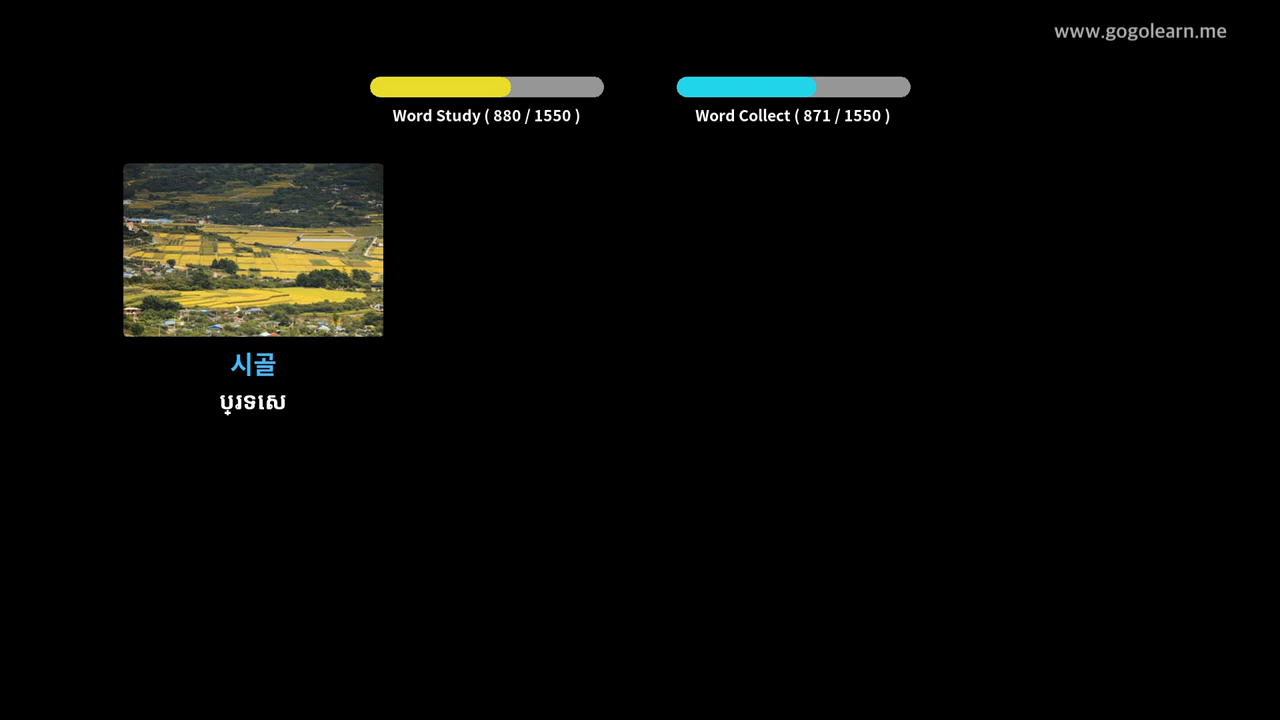 www.gogolearn.me
Word Study ( 880 / 1550 )
Word Collect ( 871 / 1550 )
시골
ប្រទេស